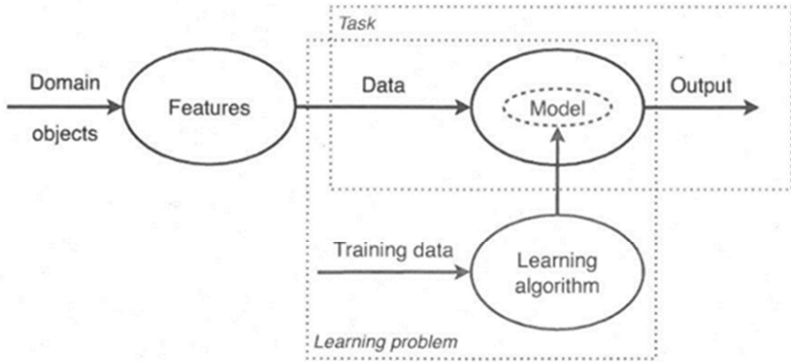 Task
Domain
objects
Features
Data
Model
Output
Training data
Learning
algorithm
Learning problem